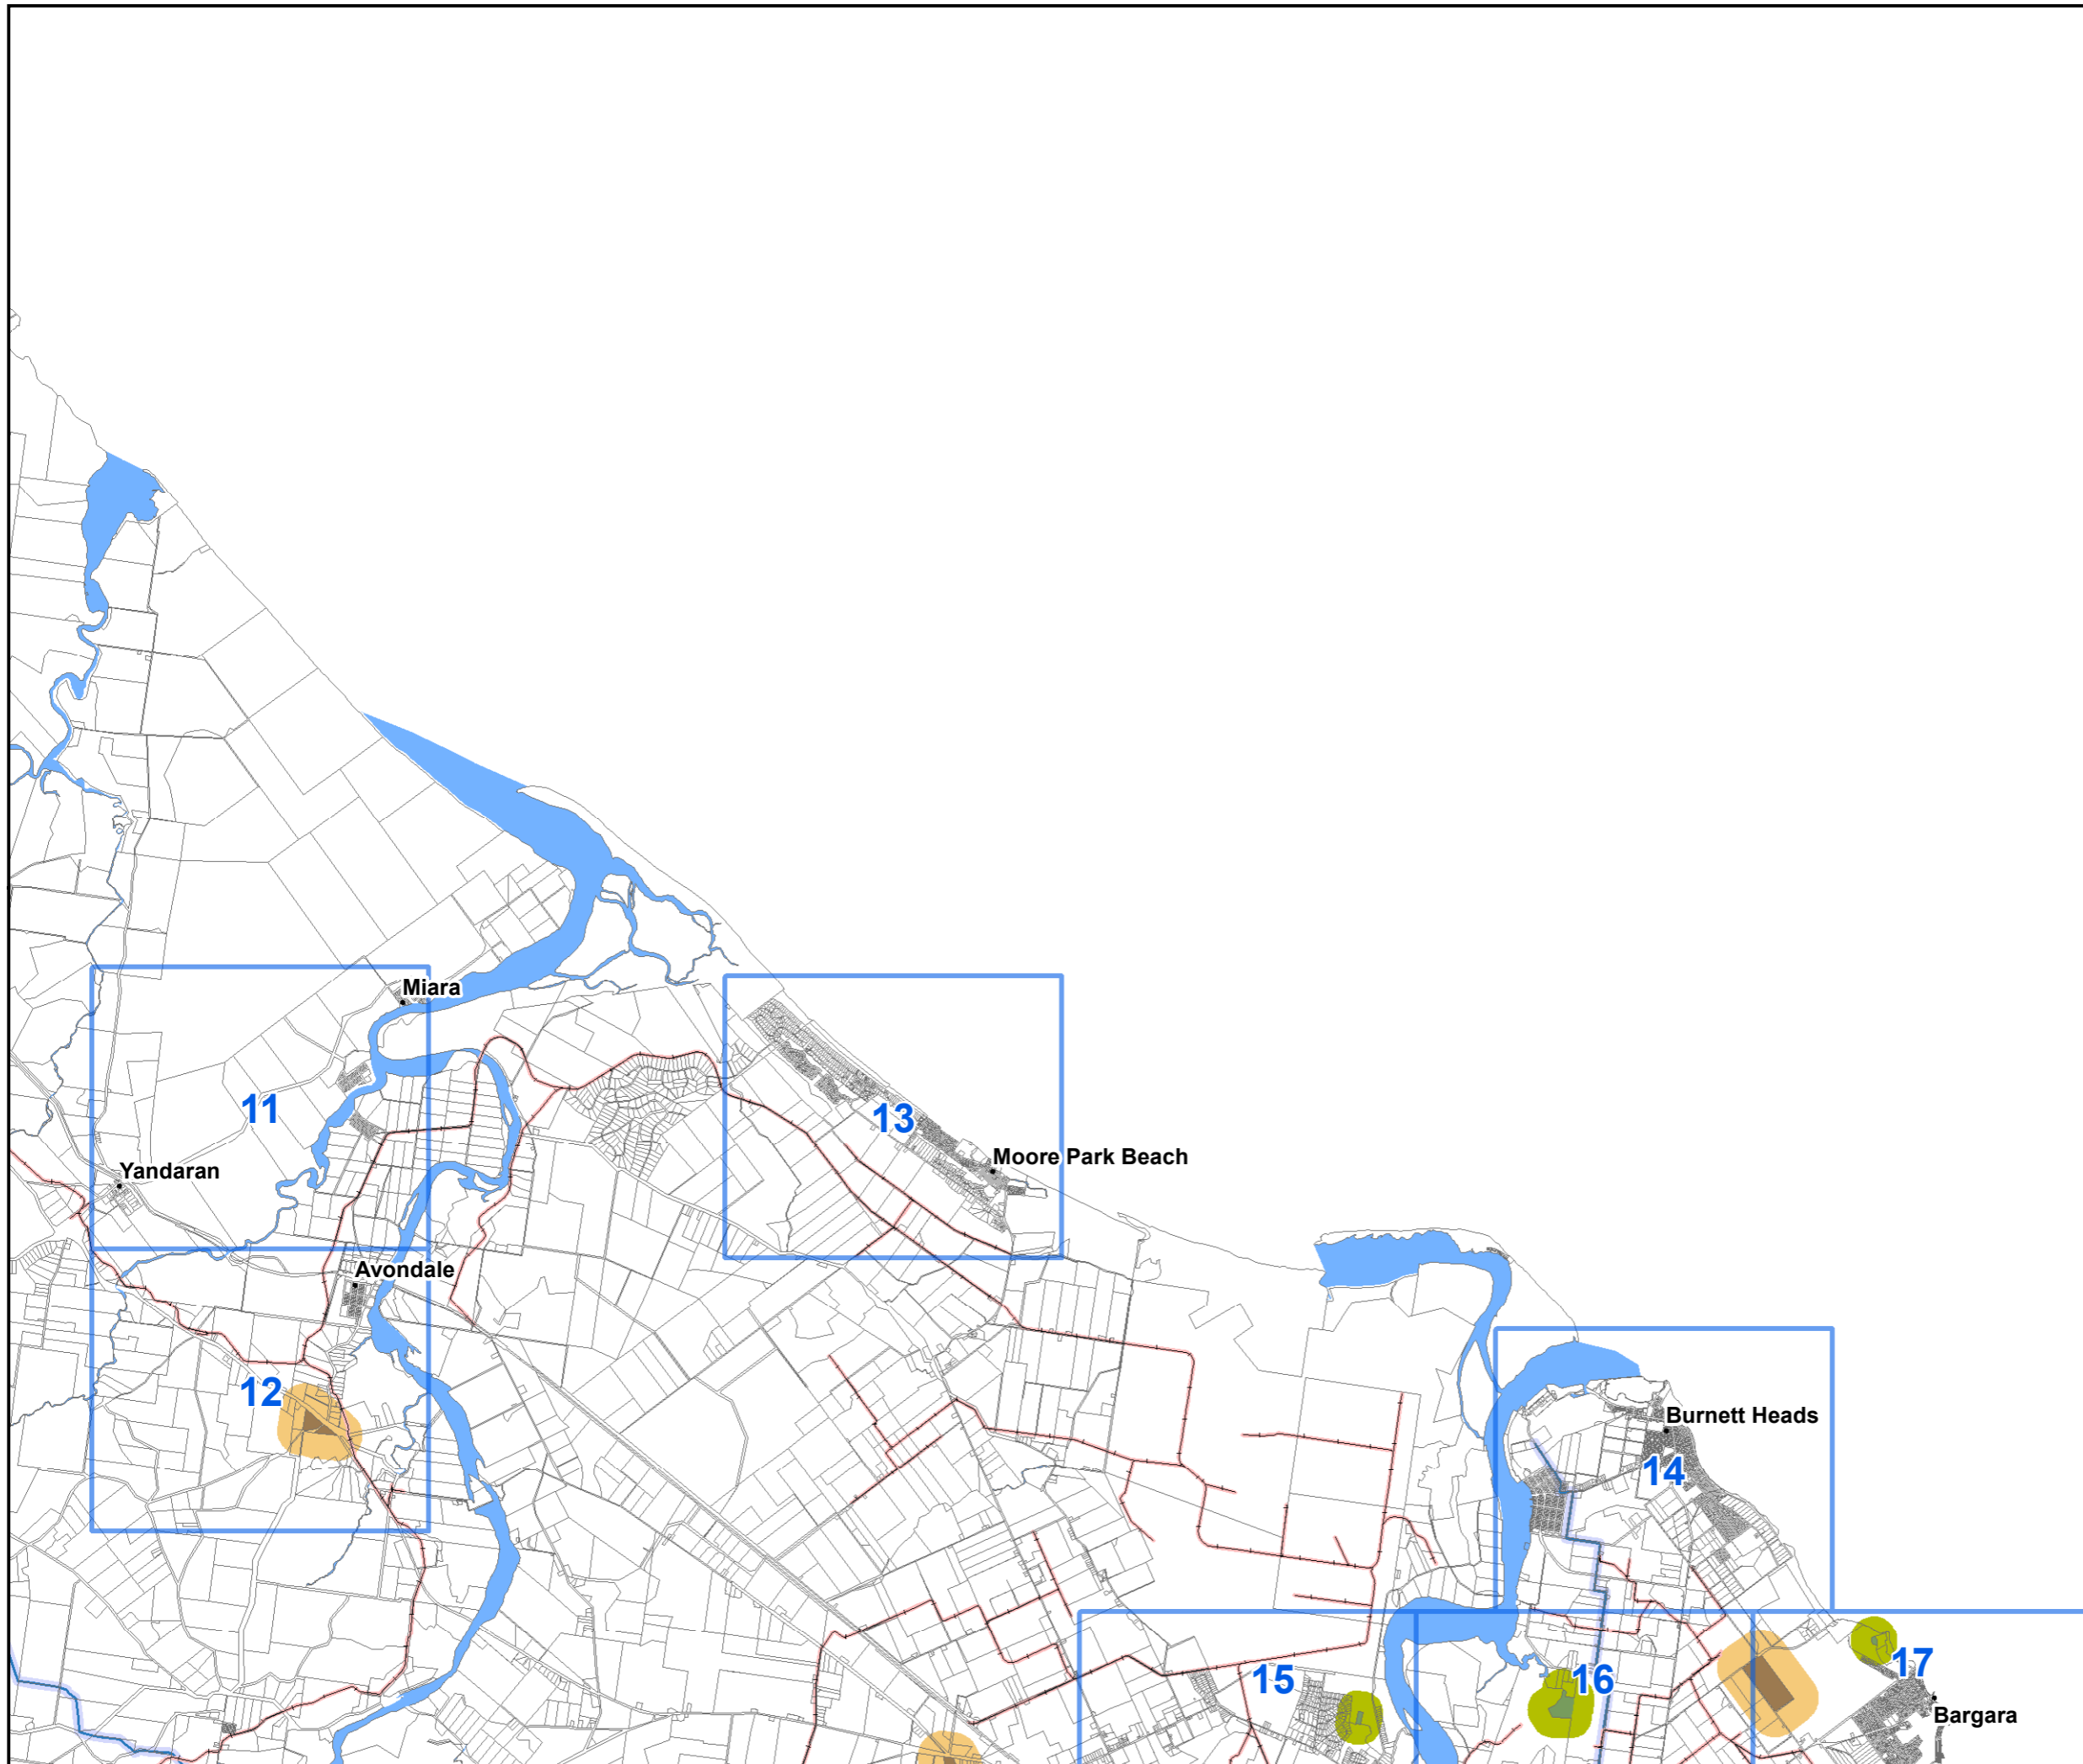 Miara
11
13
Moore Park Beach
Yandaran
Avondale
12
Burnett Heads
14
15
16
17
Bargara